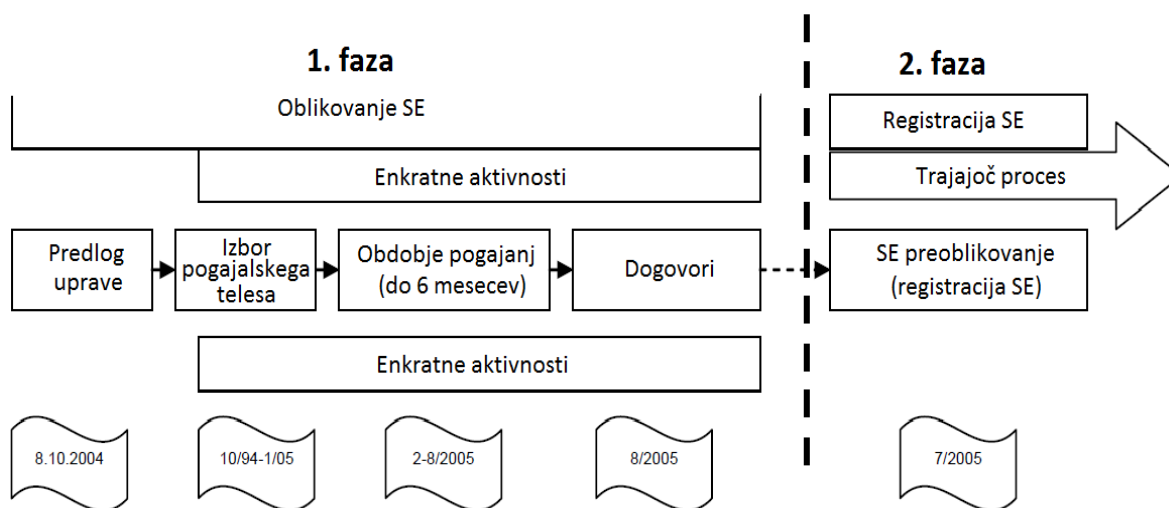 1. faza
2. faza
Oblikovanje SE
Registracija SE
Enkratne aktivnosti
Trajajoč proces
Predlog
uprave
Izbor
pogajalskega
telesa
Obdobje pogajanj
(do 6 mesecev)
Dogovori
SE preoblikovanje
(registracija SE)
Enkratne aktivnosti
8.10.2004
10/94-1/05
2-8/2005
8/2005
7/2005